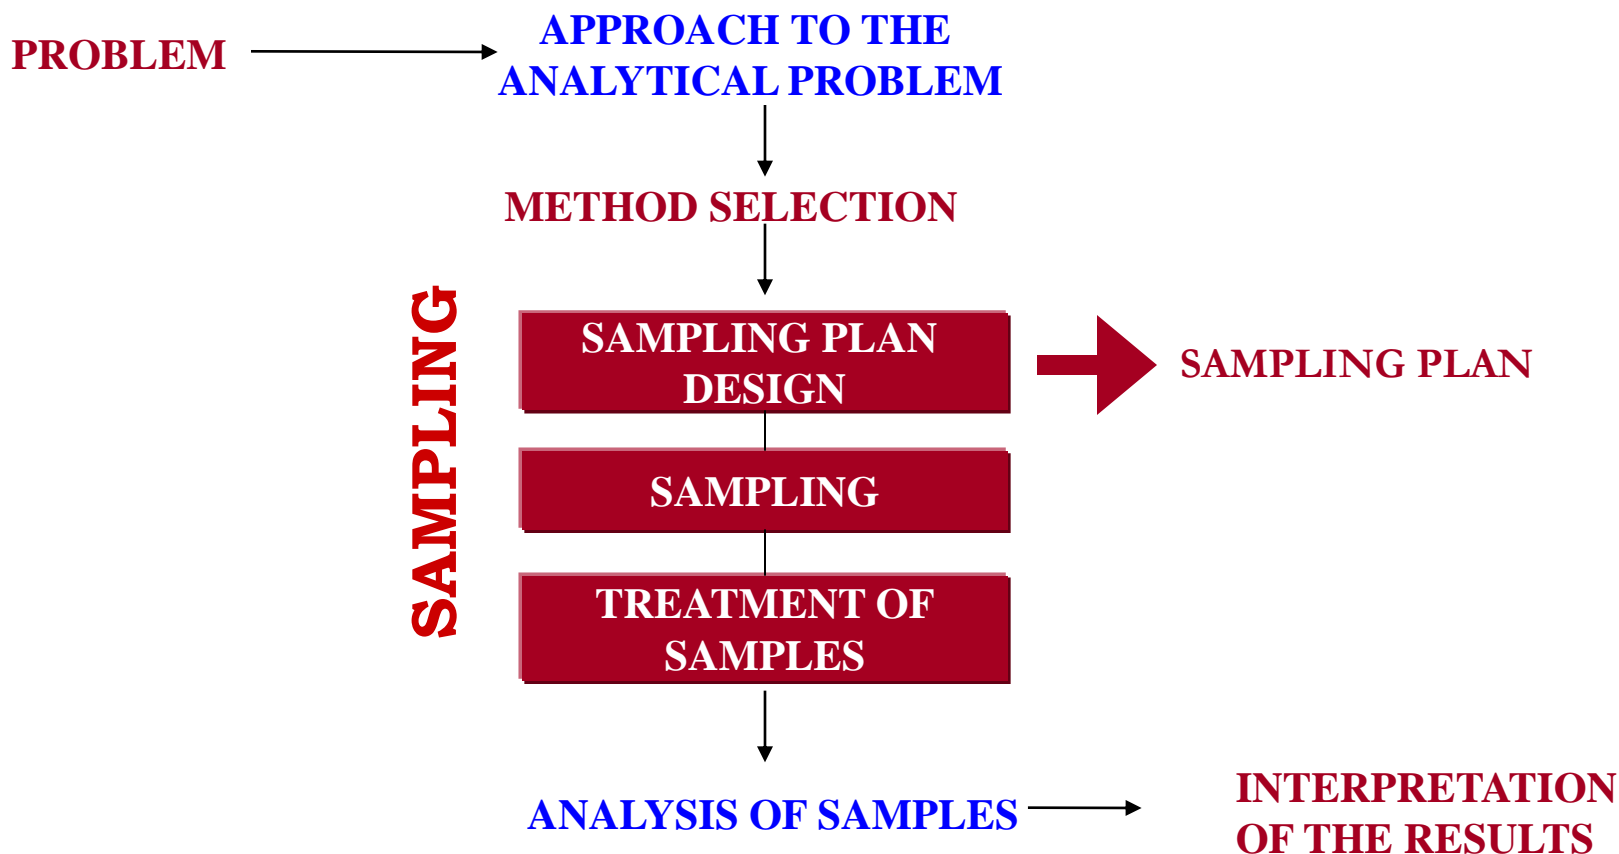 PROBLEM
APPROACH TO THE
ANALYTICAL PROBLEM
METHOD SELECTION
SAMPLING
SAMPLING PLAN
DESIGN
SAMPLING PLAN
SAMPLING
TREATMENT OF
SAMPLES
ANALYSIS OF SAMPLES
INTERPRETATION
OF THE RESULTS